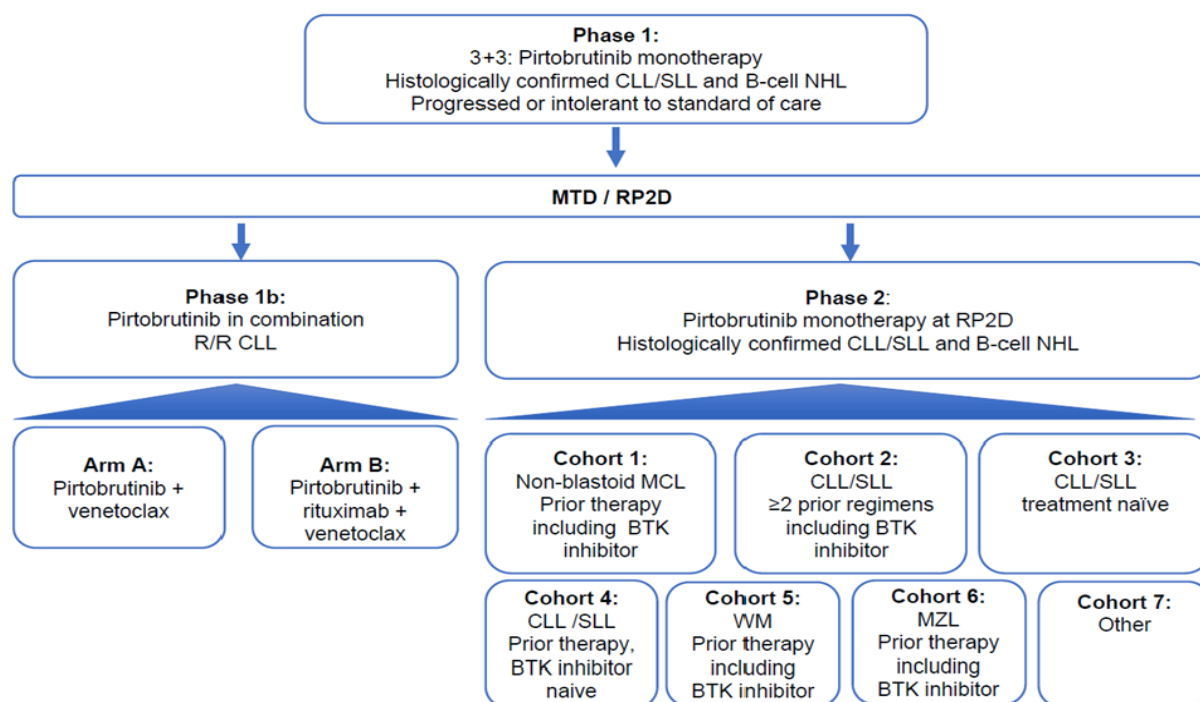 Phase 1:
3+3: Pirtobrutinib monotherapy
Histologically confirmed CLL/SLL and B-cell NHL
Progressed or intolerant to standard of care
MTD / RP2D
Phase 1b:
Pirtobrutinib in combination
R/R CLL
Phase 2:
Pirtobrutinib monotherapy at RP2D
Histologically confirmed CLL/SLL and B-cell NHL
Arm A:
Pirtobrutinib +
venetoclax
Arm B:
Pirtobrutinib +
rituximab +
venetoclax
Cohort 1:
Non-blastoid MCL
Prior therapy
including BTK
inhibitor
Cohort 2:
CLL/SLL
≥2 prior regimens
including BTK
inhibitor
Cohort 3:
CLL/SLL
treatment naïve
Cohort 4:
CLL /SLL
Prior therapy,
BTK inhibitor
naive
Cohort 5:
WM
Prior therapy
including
BTK inhibitor
Cohort 6:
MZL
Prior therapy
including
BTK inhibitor
Cohort 7:
Other